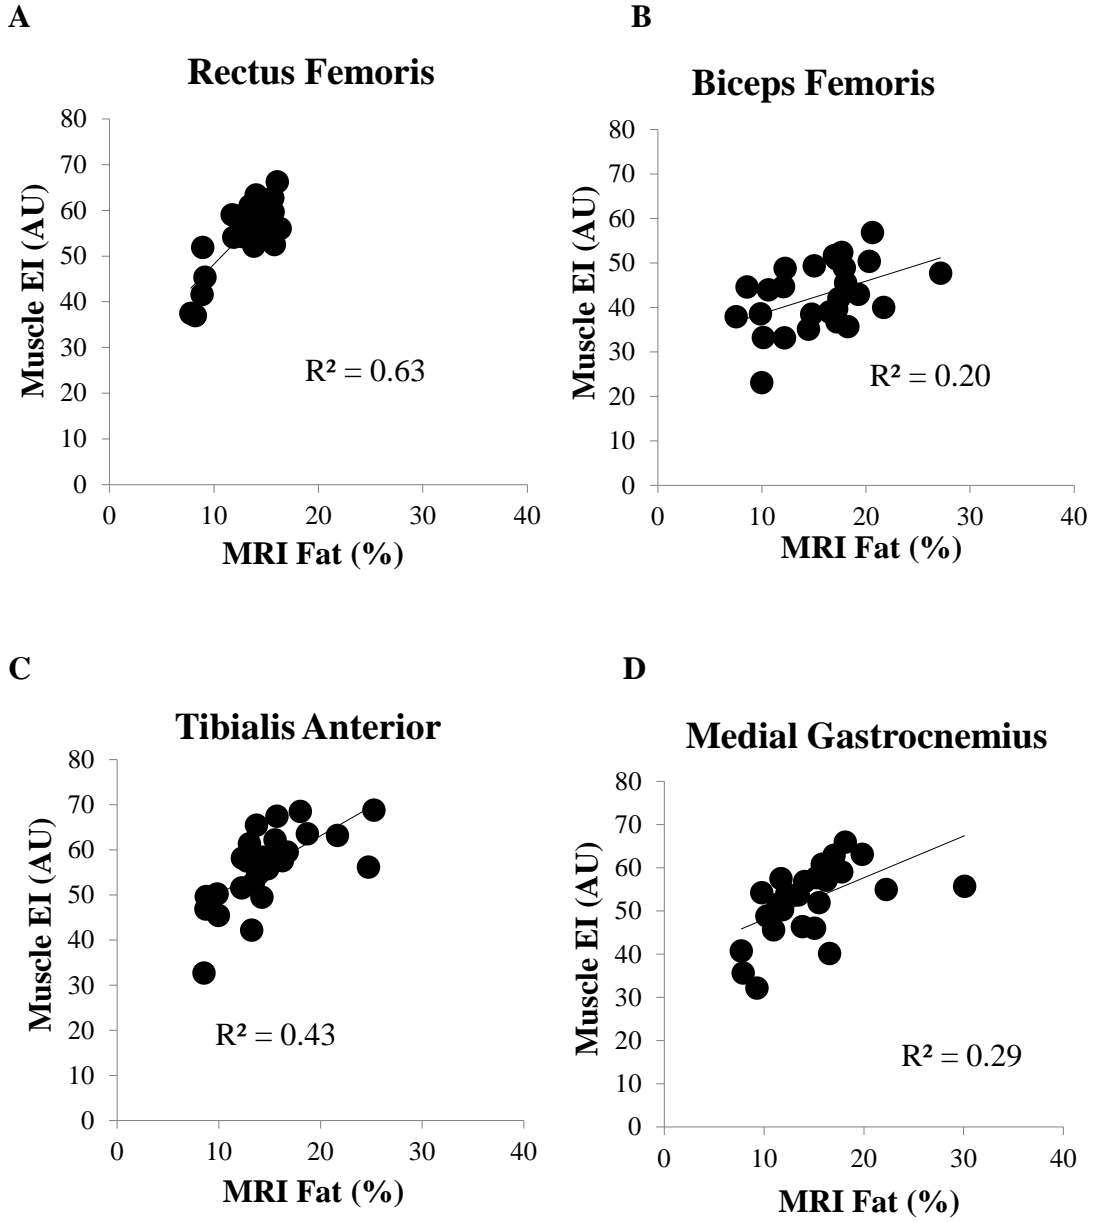 A
Rectus Femoris
80
70
60
50
40
30
20
10
0
Muscle EI (AU)
R² = 0.63
0 10 20 30 40
MRI Fat (%)
B
Biceps Femoris
80
70
60
50
40
30
20
10
0
Muscle EI (AU)
R² = 0.20
0 10 20 30 40
MRI Fat (%)
C
Tibialis Anterior
80
70
60
50
40
30
20
10
0
Muscle EI (AU)
R² = 0.43
0 10 20 30 40
MRI Fat (%)
D
Medial Gastrocnemius
80
70
60
50
40
30
20
10
0
Muscle EI (AU)
R² = 0.29
0 10 20 30 40
MRI Fat (%)